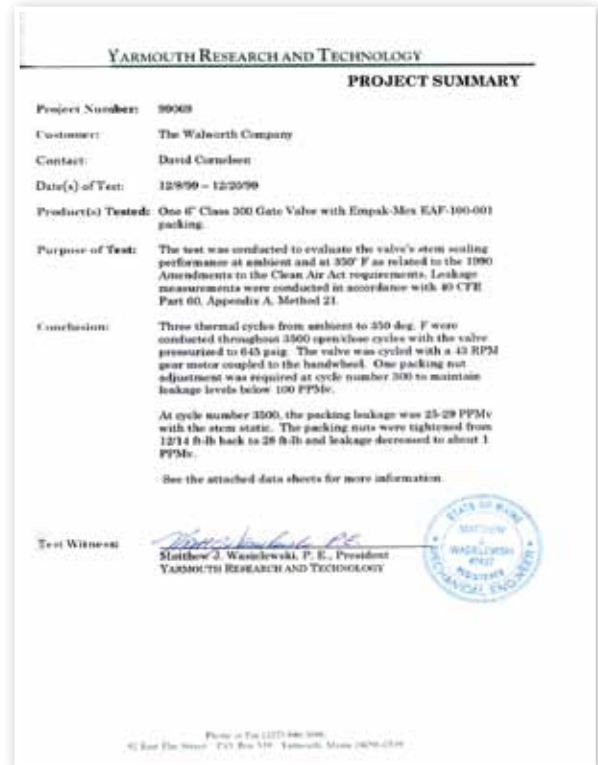 YARMOUTH RESEARCH AND TECHNOLOGY
PROJECT SUMMARY
Project Number: 99069
Customer: The Walworth Company
Contact: David Cornelsen
Date(s) of Test: 12/8/99 – 12/20/99
Product(s) Tested: One 6" Class 300 Gate Valve with Empak-Mex EAF-100-001
packing.
Purpose of Test: The test was conducted to evaluate the valve's stem sealing
performance at ambient and at 350° F as related to the 1990
Amendments to the Clean Air Act requirements. Leakage
measurements were conducted in accordance with 40 CFR
Part 60, Appendix A, Method 21.
Conclusion: Three thermal cycles from ambient to 350 deg. F were
conducted throughout 3500 open/close cycles with the valve
pressurized to 645 psig. The valve was cycled with a 43 RPM
gear motor coupled to the handwheel. One packing nut
adjustment was required at cycle number 500 to maintain
leakage levels below 100 PPMv.
At cycle number 3500, the packing leakage was 25-29 PPMv
with the stem static. The packing nuts were tightened from
12/14 ft-lb back to 28 ft-lb and leakage decreased to about 1
PPMv.
See the attached data sheets for more information.
STATE OF MAINE
MATTHEW
J.
WASIELEWSKI
REGISTERED
MECHANICAL ENGINEER
Test Witness: P.E.
Matthew J. Wasielewski, P. E., President
YARMOUTH RESEARCH AND TECHNOLOGY
Phone or Fax (207)
Street P.O. Box Yarmouth, Maine